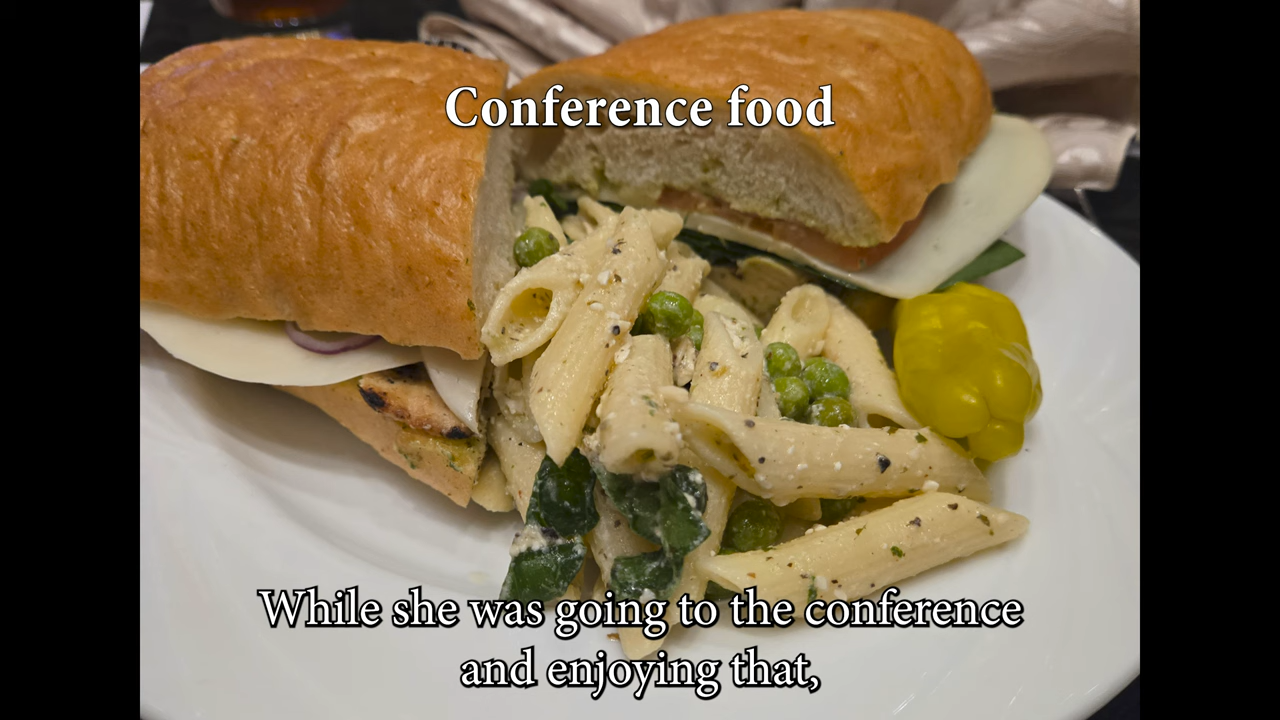 Conference food
While she was going to the conference
and enjoying that,